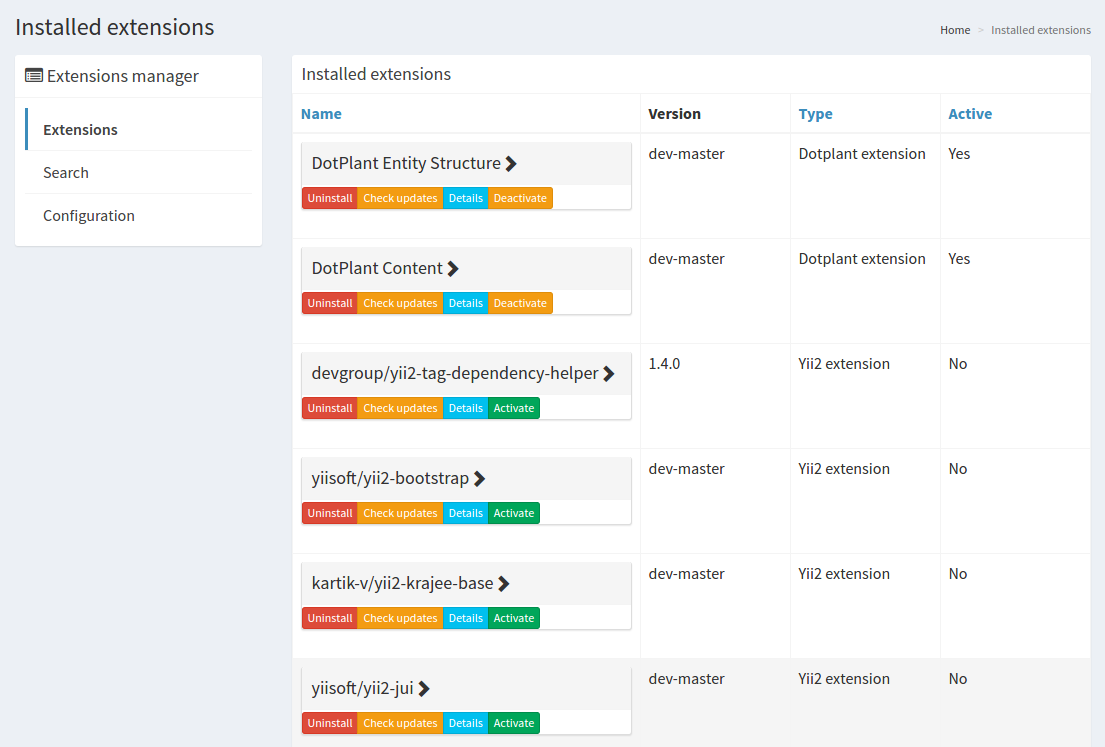 Installed extensions
Home > Installed extensions
Extensions manager
Extensions
Search
Configuration
Installed extensions
Name Version Type Active
DotPlant Entity Structure dev-master Dotplant extension Yes
Uninstall Check updates Details Deactivate
DotPlant Content dev-master Dotplant extension Yes
Uninstall Check updates Details Deactivate
devgroup/yii2-tag-dependency-helper 1.4.0 Yii2 extension No
Uninstall Check updates Details Activate
yiisoft/yii2-bootstrap dev-master Yii2 extension No
Uninstall Check updates Details Activate
kartik-v/yii2-krajee-base dev-master Yii2 extension No
Uninstall Check updates Details Activate
yiisoft/yii2-jui dev-master Yii2 extension No
Uninstall Check updates Details Activate